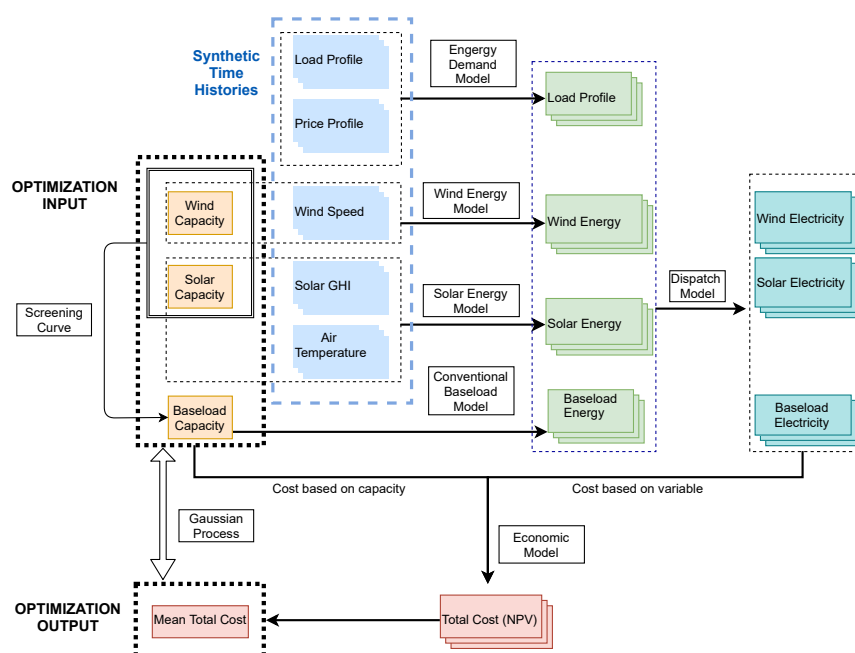 Synthetic
Time
Histories
Load Profile
Price Profile
Engergy
Demand
Model
Load Profile
OPTIMIZATION
INPUT
Wind
Capacity
Wind Speed
Wind Energy
Model
Wind Energy
Wind Electricity
Solar
Capacity
Solar GHI
Air
Temperature
Solar Energy
Model
Solar Energy
Dispatch
Model
Solar Electricity
Screening
Curve
Baseload
Capacity
Conventional
Baseload
Model
Baseload
Energy
Baseload
Electricity
Cost based on capacity
Cost based on variable
Gaussian
Process
Economic
Model
OPTIMIZATION
OUTPUT
Mean Total Cost
Total Cost (NPV)